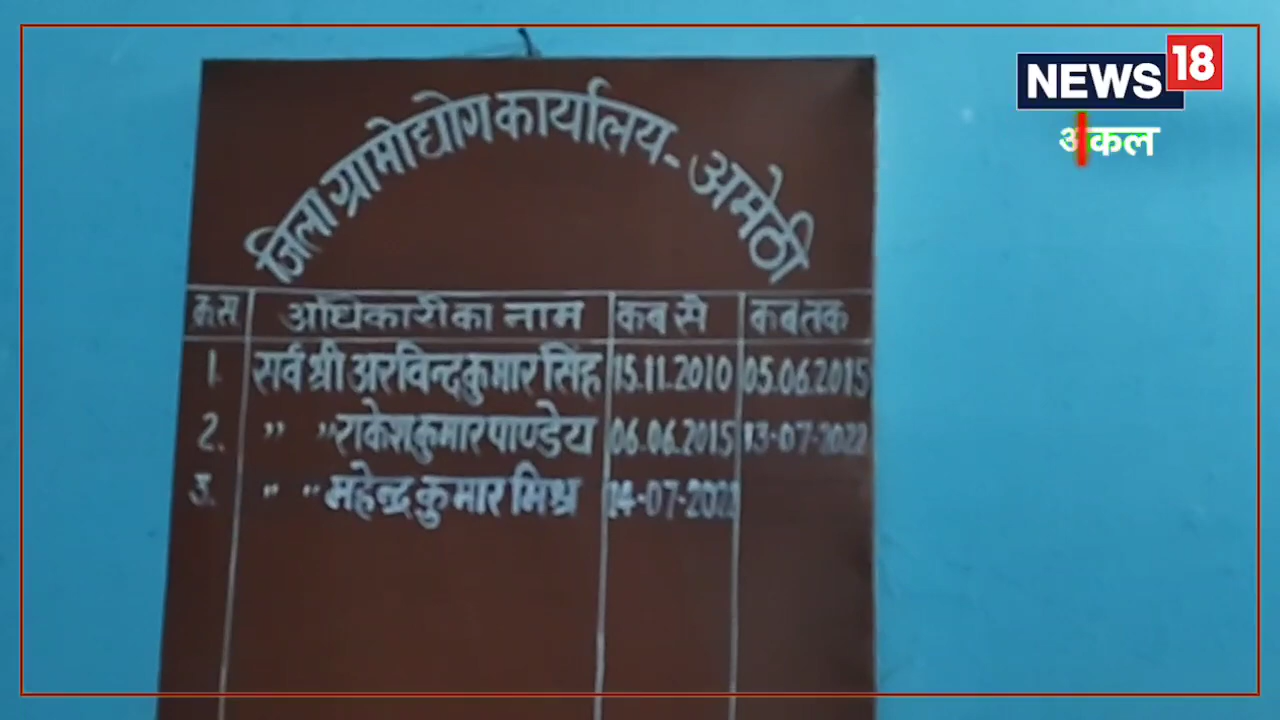 NEWS 18
जिला ग्रामोद्योग कार्यालय - अमेठी
क्र.स. अधिकारी का नाम कब से कब तक
1. सर्व श्री अरविन्द कुमार सिंह 15.11.2010 05.06.2015
2. " " राकेश कुमार पाण्डेय 06.06.2015 13-07-2022
3. " " महेन्द्र कुमार मिश्र 14-07-2022